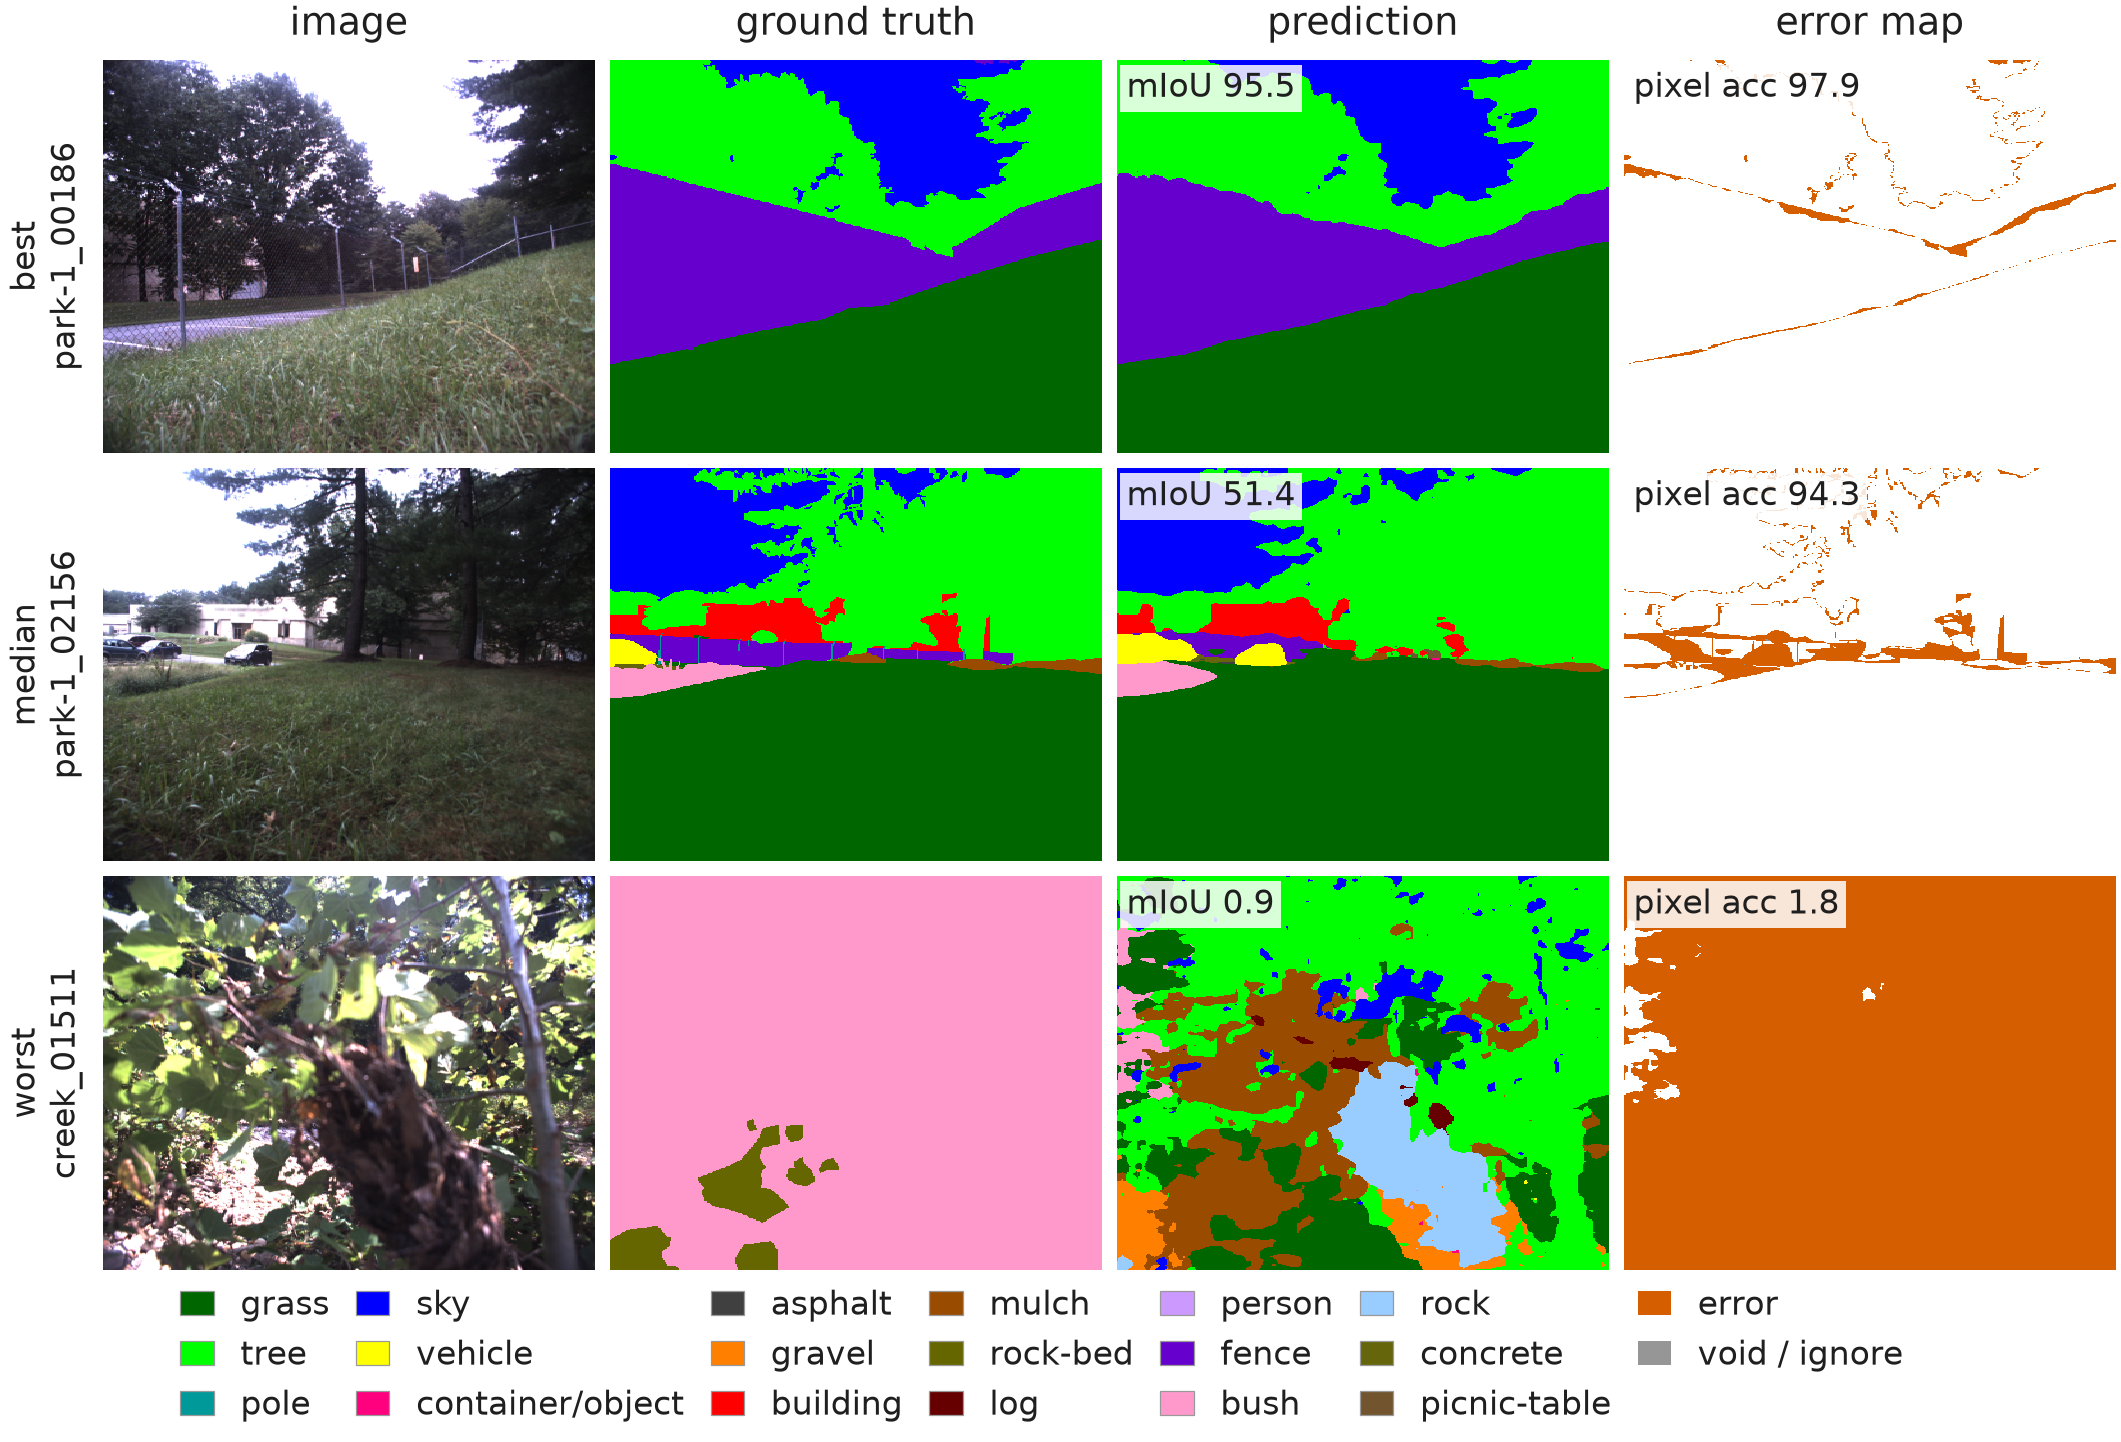 image ground truth prediction error map
best
park-1_00186
mIoU 95.5
pixel acc 97.9
median
park-1_02156
mIoU 51.4
pixel acc 94.3
worst
creek_01511
mIoU 0.9
pixel acc 1.8
grass sky asphalt mulch person rock error
tree vehicle gravel rock-bed fence concrete void / ignore
pole container/object building log bush picnic-table